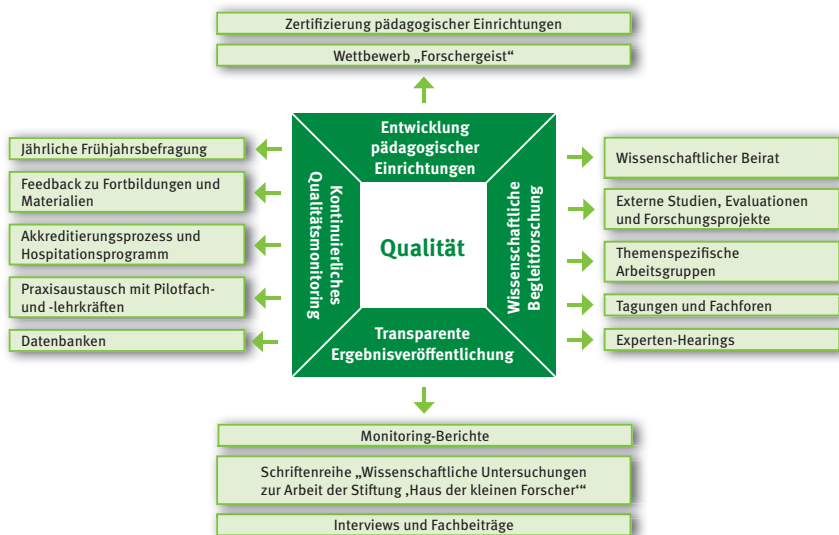 Zertifizierung pädagogischer Einrichtungen
Wettbewerb „Forschergeist“
Entwicklung
pädagogischer
Einrichtungen
Jährliche Frühjahrsbefragung
Feedback zu Fortbildungen und
Materialien
Akkreditierungsprozess und
Hospitationsprogramm
Praxisaustausch mit Pilotfach-
und -lehrkräften
Datenbanken
Kontinuierliches
Qualitätsmonitoring
Qualität
Wissenschaftliche
Begleitforschung
Wissenschaftlicher Beirat
Externe Studien, Evaluationen
und Forschungsprojekte
Themenspezifische
Arbeitsgruppen
Tagungen und Fachforen
Experten-Hearings
Transparente
Ergebnisveröffentlichung
Monitoring-Berichte
Schriftenreihe „Wissenschaftliche Untersuchungen
zur Arbeit der Stiftung ‚Haus der kleinen Forscher‘“
Interviews und Fachbeiträge